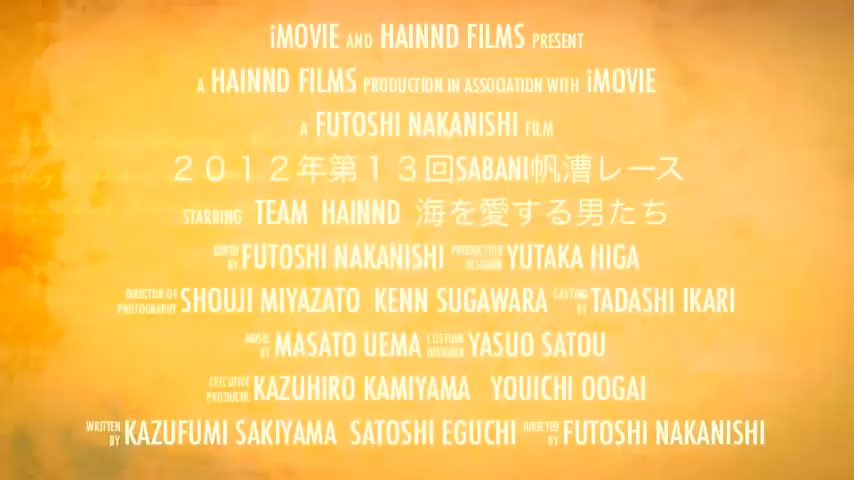 iMOVIE AND HAINND FILMS PRESENT
A HAINND FILMS PRODUCTION IN ASSOCIATION WITH iMOVIE
A FUTOSHI NAKANISHI FILM
２０１２年第１３回SABANI帆漕レース
STARRING TEAM HAINND 海を愛する男たち
EDITED BY FUTOSHI NAKANISHI PRODUCTION DESIGNER YUTAKA HIGA
DIRECTOR OF PHOTOGRAPHY SHOUJI MIYAZATO KENN SUGAWARA CASTING BY TADASHI IKARI
MUSIC BY MASATO UEMA COSTUME DESIGNER YASUO SATOU
EXECUTIVE PRODUCER KAZUHIRO KAMIYAMA YOUICHI OOGAI
WRITTEN BY KAZUFUMI SAKIYAMA SATOSHI EGUCHI DIRECTED BY FUTOSHI NAKANISHI